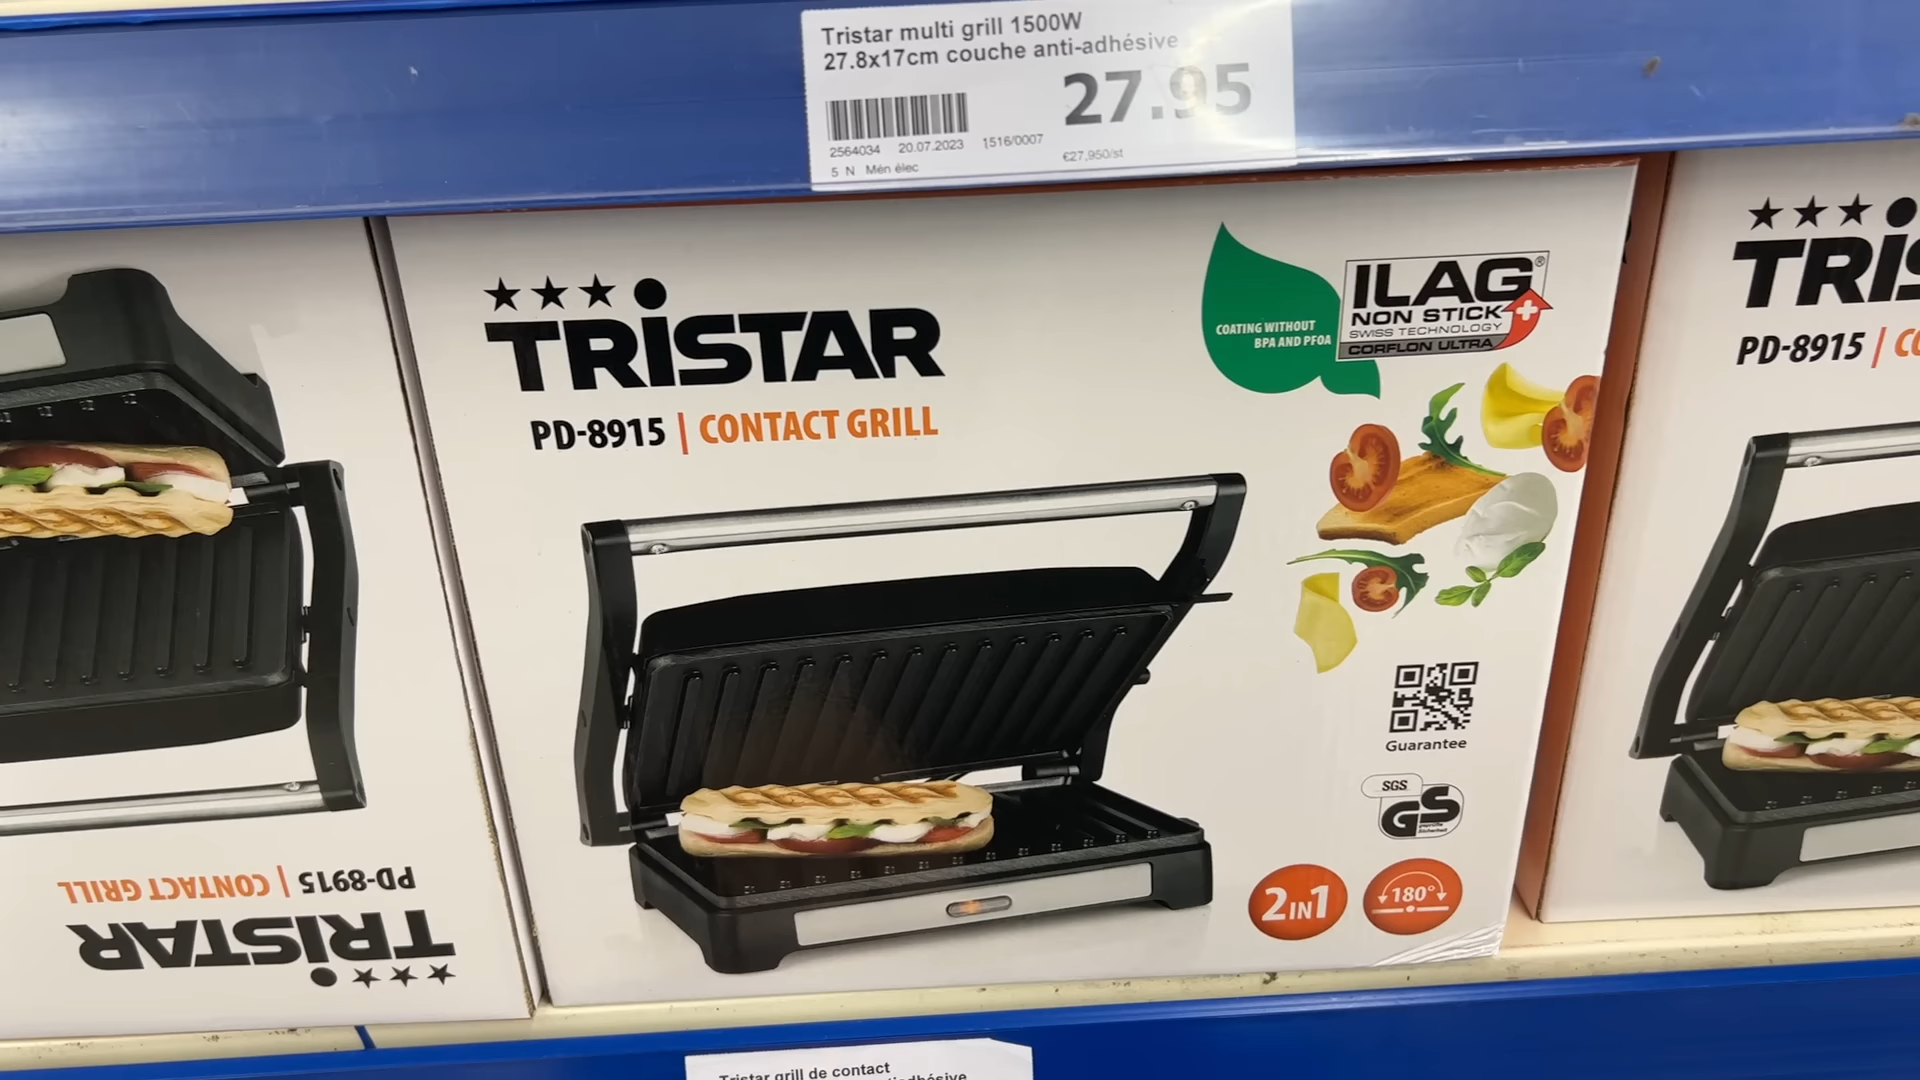 Tristar multi grill 1500W
27.8x17cm couche anti-adhésive
27.95
2564034 20.07.2023 1516/0007
€27,950/st
5 N Mén élec
TRiSTAR
PD-8915 | CONTACT GRILL
COATING WITHOUT
BPA AND PFOA
ILAG®
NON STICK
SWISS TECHNOLOGY
CORFLON ULTRA
Guarantee
SGS
GS
geprüfte
Sicherheit
2IN1
180°
PD-8915 | CONTACT GRILL
TRiSTAR
TRiS
PD-8915 | CO
Tristar grill de contact